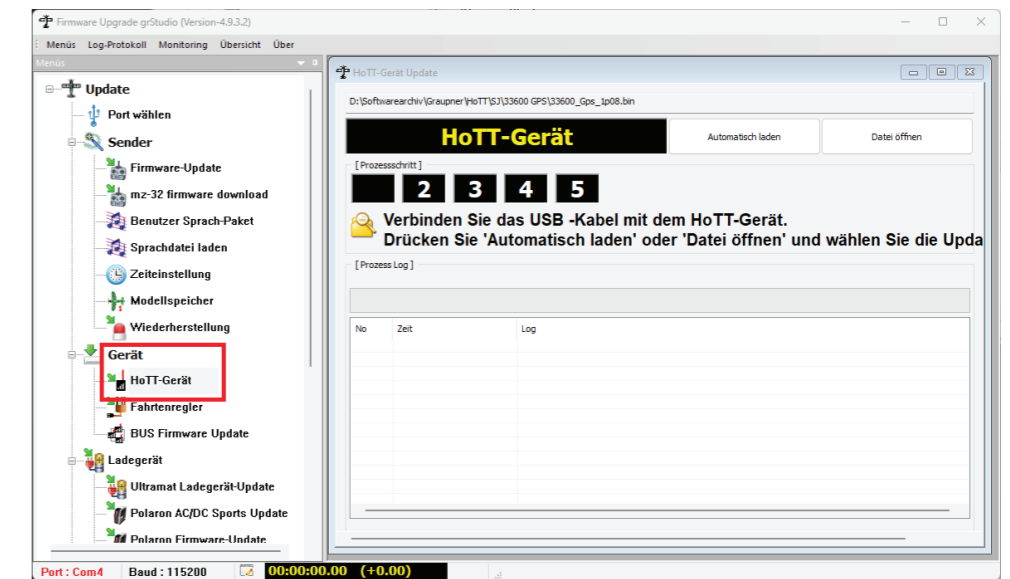 Firmware Upgrade grStudio (Version-4.9.3.2)
Menüs Log-Protokoll Monitoring Übersicht Über
Menüs
Update
Port wählen
Sender
Firmware-Update
mz-32 firmware download
Benutzer Sprach-Paket
Sprachdatei laden
Zeiteinstellung
Modellspeicher
Wiederherstellung
Gerät
HoTT-Gerät
Fahrtenregler
BUS Firmware Update
Ladegerät
Ultramat Ladegerät-Update
Polaron AC/DC Sports Update
Polaron Firmware-Update
HoTT-Gerät Update
D:\Softwarearchiv\Graupner\HoTT\SJ\33600 GPS\33600_Gps_1p08.bin
HoTT-Gerät Automatisch laden Datei öffnen
[ Prozessschritt ]
2 3 4 5
Verbinden Sie das USB -Kabel mit dem HoTT-Gerät.
Drücken Sie 'Automatisch laden' oder 'Datei öffnen' und wählen Sie die Upda
[ Prozess Log ]
No Zeit Log
Port : Com4 Baud : 115200 00:00:00.00 (+0.00)